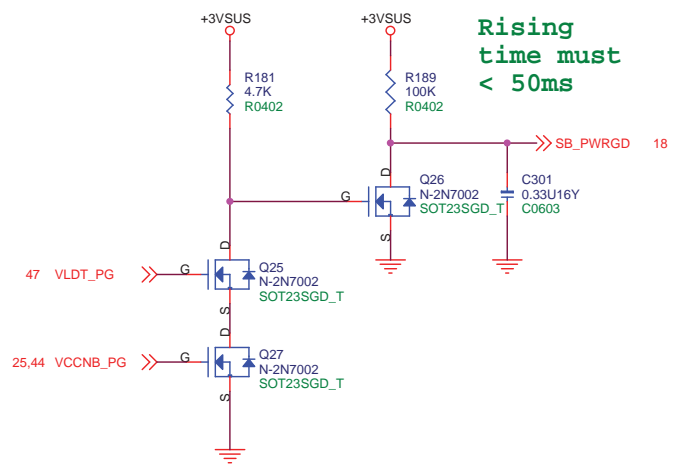 +3VSUS
+3VSUS
Rising
time must
< 50ms
R181
4.7K
R0402
R189
100K
R0402
SB_PWRGD 18
D
G
S
Q26
N-2N7002
SOT23SGD_T
C301
0.33U16Y
C0603
47 VLDT_PG
D
G
S
Q25
N-2N7002
SOT23SGD_T
25,44 VCCNB_PG
D
G
S
Q27
N-2N7002
SOT23SGD_T